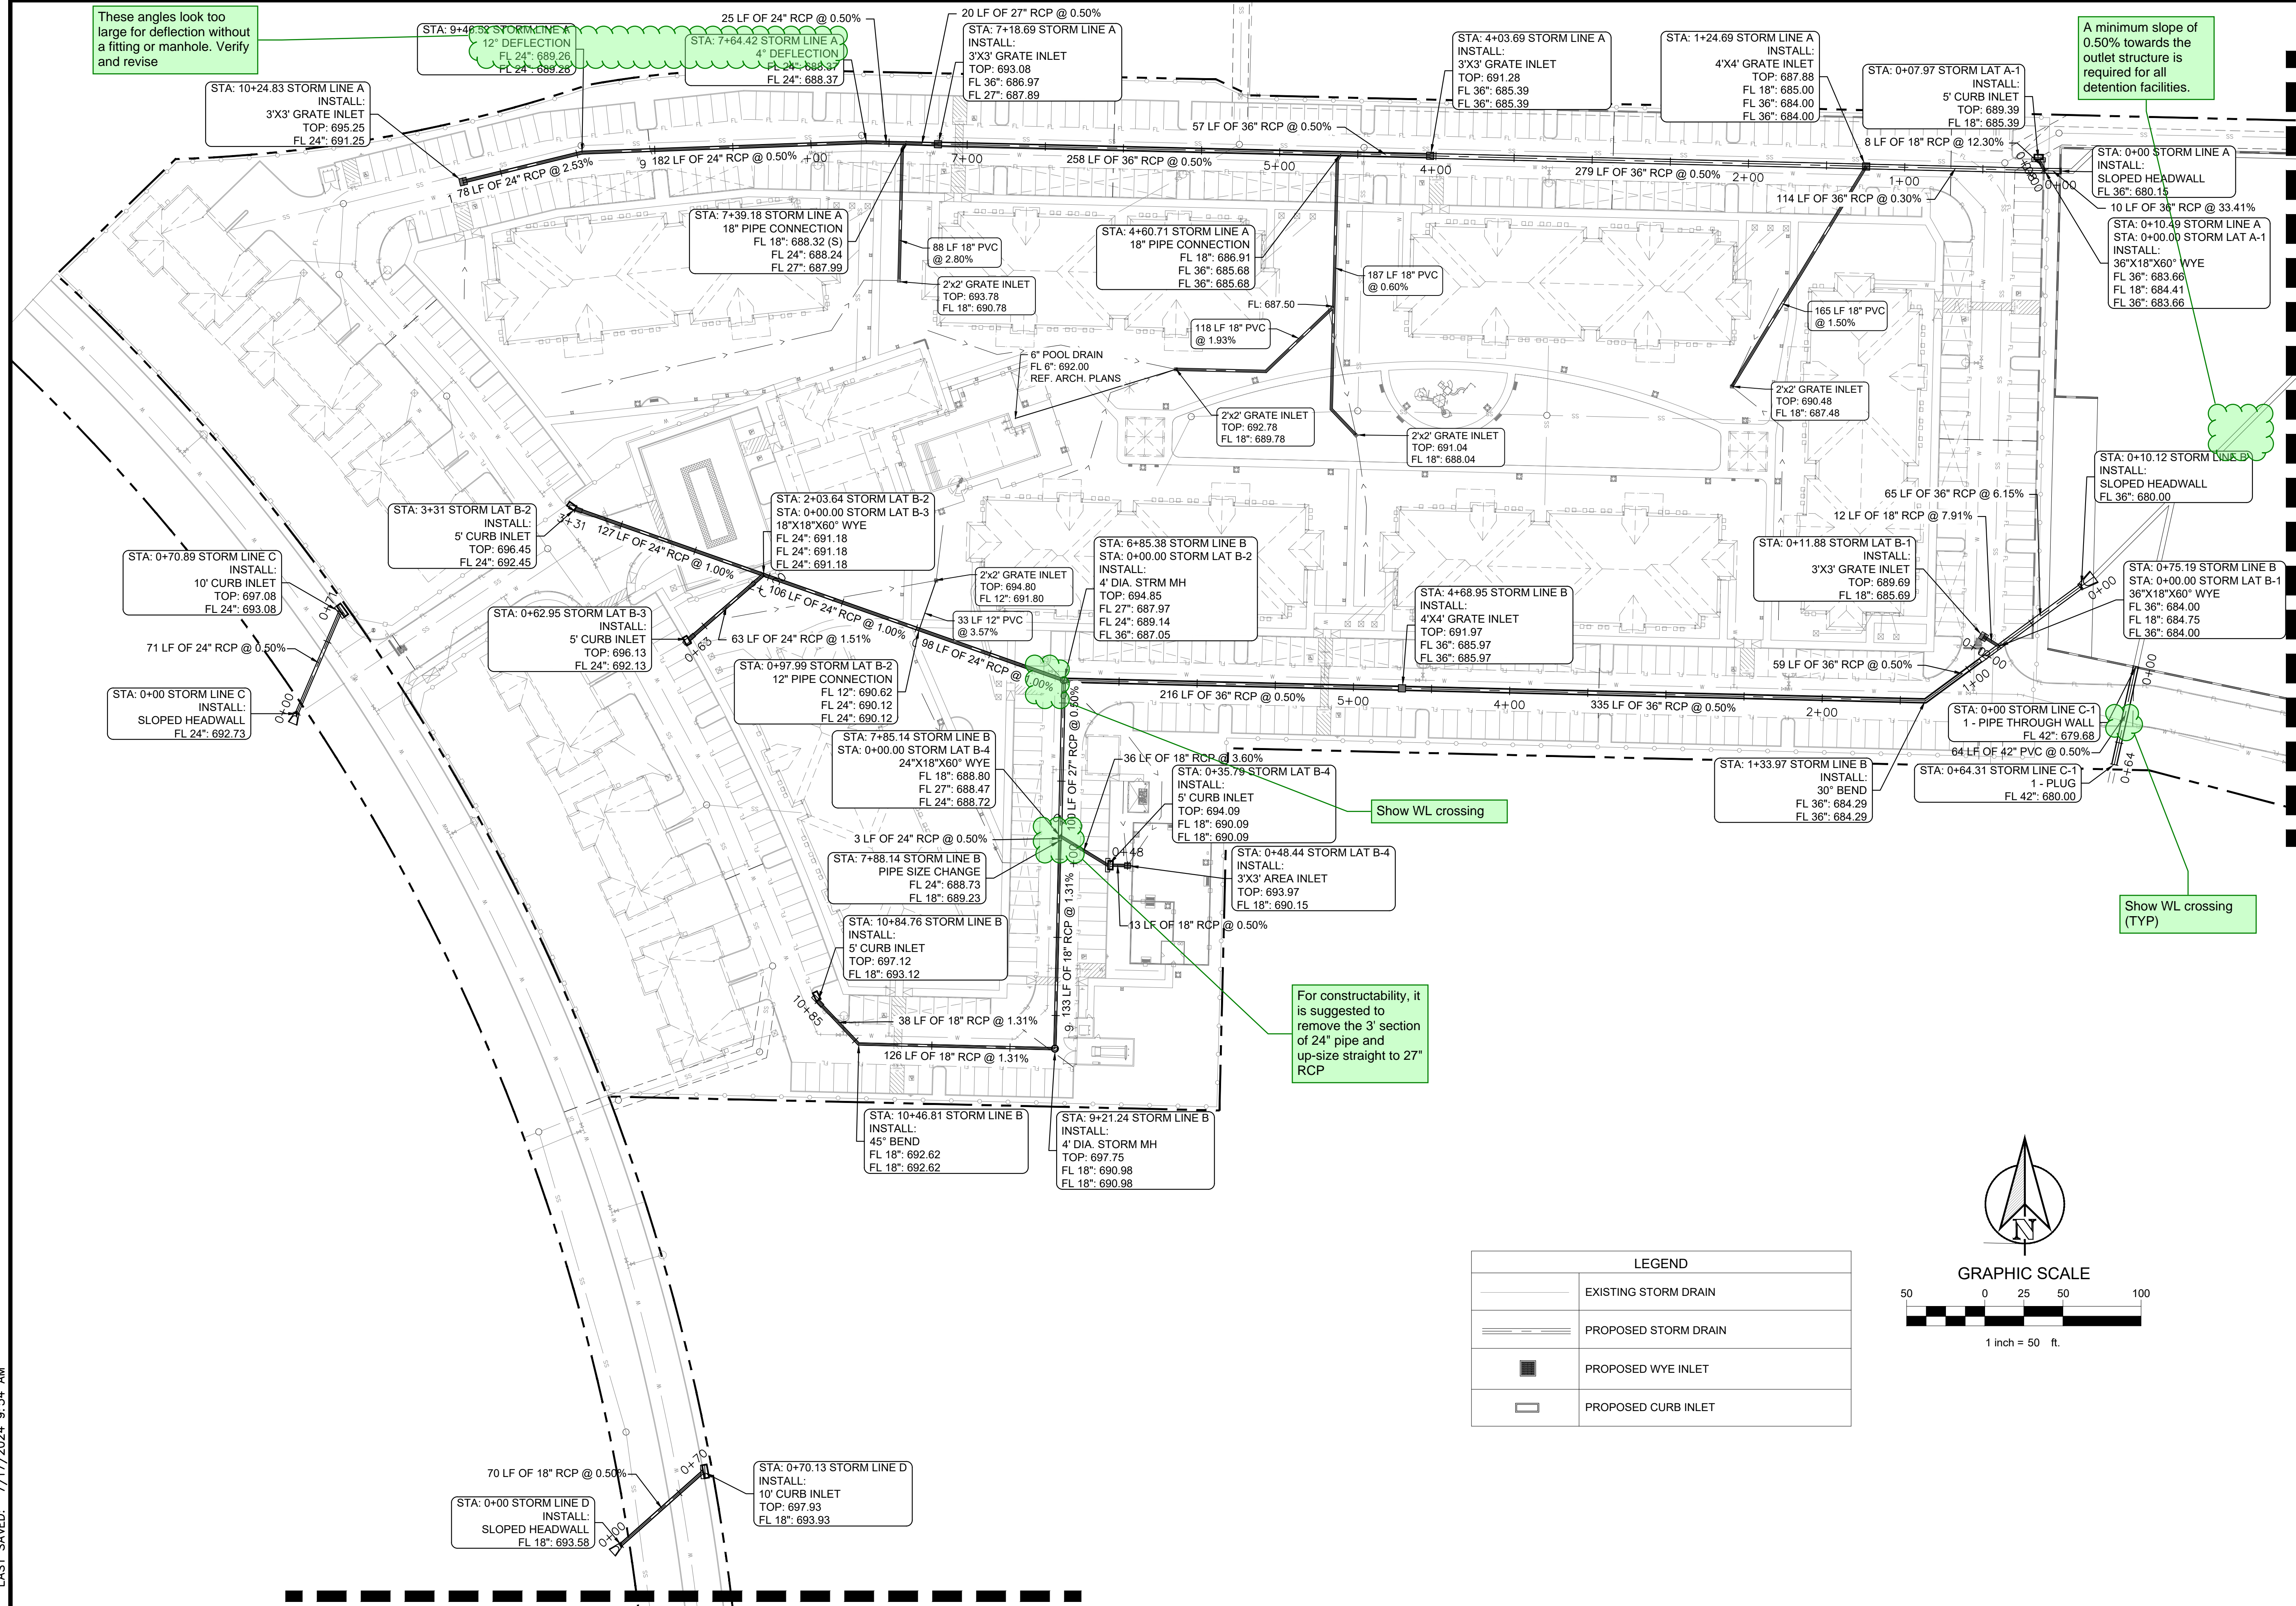 These angles look too
large for deflection without
a fitting or manhole. Verify
and revise
STA: 9+46.52 STORM LINE A
12° DEFLECTION
FL 24": 689.26
FL 24": 689.28
25 LF OF 24" RCP @ 0.50%
STA: 7+64.42 STORM LINE A
4° DEFLECTION
FL 24": 688.37
FL 24": 688.37
20 LF OF 27" RCP @ 0.50%
STA: 7+18.69 STORM LINE A
INSTALL:
3'X3' GRATE INLET
TOP: 693.08
FL 36": 686.97
FL 27": 687.89
STA: 4+03.69 STORM LINE A
INSTALL:
3'X3' GRATE INLET
TOP: 691.28
FL 36": 685.39
FL 36": 685.39
STA: 1+24.69 STORM LINE A
INSTALL:
4'X4' GRATE INLET
TOP: 687.88
FL 18": 685.00
FL 36": 684.00
FL 36": 684.00
STA: 0+07.97 STORM LAT A-1
INSTALL:
5' CURB INLET
TOP: 689.39
FL 18": 685.39
A minimum slope of
0.50% towards the
outlet structure is
required for all
detention facilities.
STA: 10+24.83 STORM LINE A
INSTALL:
3'X3' GRATE INLET
TOP: 695.25
FL 24": 691.25
78 LF OF 24" RCP @ 2.53%
9
182 LF OF 24" RCP @ 0.50%
+00
7+00
258 LF OF 36" RCP @ 0.50%
57 LF OF 36" RCP @ 0.50%
5+00
4+00
279 LF OF 36" RCP @ 0.50%
2+00
1+00
114 LF OF 36" RCP @ 0.30%
8 LF OF 18" RCP @ 12.30%
0+00
STA: 0+00 STORM LINE A
INSTALL:
SLOPED HEADWALL
FL 36": 680.15
10 LF OF 36" RCP @ 33.41%
STA: 0+10.49 STORM LINE A
STA: 0+00.00 STORM LAT A-1
INSTALL:
36"X18"X60° WYE
FL 36": 683.66
FL 18": 684.41
FL 36": 683.66
STA: 7+39.18 STORM LINE A
18" PIPE CONNECTION
FL 18": 688.32 (S)
FL 24": 688.24
FL 27": 687.99
88 LF 18" PVC
@ 2.80%
2'x2' GRATE INLET
TOP: 693.78
FL 18": 690.78
STA: 4+60.71 STORM LINE A
18" PIPE CONNECTION
FL 18": 686.91
FL 36": 685.68
FL 36": 685.68
187 LF 18" PVC
@ 0.60%
FL: 687.50
118 LF 18" PVC
@ 1.93%
165 LF 18" PVC
@ 1.50%
6" POOL DRAIN
FL 6": 692.00
REF. ARCH. PLANS
2'x2' GRATE INLET
TOP: 692.78
FL 18": 689.78
2'x2' GRATE INLET
TOP: 691.04
FL 18": 688.04
2'x2' GRATE INLET
TOP: 690.48
FL 18": 687.48
STA: 0+10.12 STORM LINE B
INSTALL:
SLOPED HEADWALL
FL 36": 680.00
65 LF OF 36" RCP @ 6.15%
12 LF OF 18" RCP @ 7.91%
STA: 3+31 STORM LAT B-2
INSTALL:
5' CURB INLET
TOP: 696.45
FL 24": 692.45
3+31
127 LF OF 24" RCP @ 1.00%
STA: 2+03.64 STORM LAT B-2
STA: 0+00.00 STORM LAT B-3
18"X18"X60° WYE
FL 24": 691.18
FL 24": 691.18
FL 24": 691.18
STA: 0+70.89 STORM LINE C
INSTALL:
10' CURB INLET
TOP: 697.08
FL 24": 693.08
0+71
71 LF OF 24" RCP @ 0.50%
STA: 0+00 STORM LINE C
INSTALL:
SLOPED HEADWALL
FL 24": 692.73
0+00
106 LF OF 24" RCP @ 1.00%
STA: 0+62.95 STORM LAT B-3
INSTALL:
5' CURB INLET
TOP: 696.13
FL 24": 692.13
0+63
63 LF OF 24" RCP @ 1.51%
2'x2' GRATE INLET
TOP: 694.80
FL 12": 691.80
33 LF 12" PVC
@ 3.57%
98 LF OF 24" RCP @ 1.00%
STA: 0+97.99 STORM LAT B-2
12" PIPE CONNECTION
FL 12": 690.62
FL 24": 690.12
FL 24": 690.12
STA: 6+85.38 STORM LINE B
STA: 0+00.00 STORM LAT B-2
INSTALL:
4' DIA. STRM MH
TOP: 694.85
FL 27": 687.97
FL 24": 689.14
FL 36": 687.05
STA: 4+68.95 STORM LINE B
INSTALL:
4'X4' GRATE INLET
TOP: 691.97
FL 36": 685.97
FL 36": 685.97
STA: 0+11.88 STORM LAT B-1
INSTALL:
3'X3' GRATE INLET
TOP: 689.69
FL 18": 685.69
0+00
STA: 0+75.19 STORM LINE B
STA: 0+00.00 STORM LAT B-1
36"X18"X60° WYE
FL 36": 684.00
FL 18": 684.75
FL 36": 684.00
59 LF OF 36" RCP @ 0.50%
1+00
0+00
216 LF OF 36" RCP @ 0.50%
5+00
4+00
335 LF OF 36" RCP @ 0.50%
2+00
STA: 0+00 STORM LINE C-1
1 - PIPE THROUGH WALL
FL 42": 679.68
64 LF OF 42" PVC @ 0.50%
STA: 0+64.31 STORM LINE C-1
1 - PLUG
FL 42": 680.00
0+64
STA: 1+33.97 STORM LINE B
INSTALL:
30° BEND
FL 36": 684.29
FL 36": 684.29
STA: 7+85.14 STORM LINE B
STA: 0+00.00 STORM LAT B-4
24"X18"X60° WYE
FL 18": 688.80
FL 27": 688.47
FL 24": 688.72
100 LF OF 27" RCP @ 0.50%
36 LF OF 18" RCP @ 3.60%
STA: 0+35.79 STORM LAT B-4
INSTALL:
5' CURB INLET
TOP: 694.09
FL 18": 690.09
FL 18": 690.09
Show WL crossing
3 LF OF 24" RCP @ 0.50%
0+48
STA: 7+88.14 STORM LINE B
PIPE SIZE CHANGE
FL 24": 688.73
FL 18": 689.23
STA: 0+48.44 STORM LAT B-4
INSTALL:
3'X3' AREA INLET
TOP: 693.97
FL 18": 690.15
Show WL crossing
(TYP)
13 LF OF 18" RCP @ 0.50%
133 LF OF 18" RCP @ 1.31%
9
STA: 10+84.76 STORM LINE B
INSTALL:
5' CURB INLET
TOP: 697.12
FL 18": 693.12
10+85
38 LF OF 18" RCP @ 1.31%
126 LF OF 18" RCP @ 1.31%
For constructability, it
is suggested to
remove the 3' section
of 24" pipe and
up-size straight to 27"
RCP
STA: 10+46.81 STORM LINE B
INSTALL:
45° BEND
FL 18": 692.62
FL 18": 692.62
STA: 9+21.24 STORM LINE B
INSTALL:
4' DIA. STORM MH
TOP: 697.75
FL 18": 690.98
FL 18": 690.98
N
GRAPHIC SCALE
50 0 25 50 100
1 inch = 50 ft.
LEGEND
EXISTING STORM DRAIN
PROPOSED STORM DRAIN
PROPOSED WYE INLET
PROPOSED CURB INLET
70 LF OF 18" RCP @ 0.50%
0+70
STA: 0+70.13 STORM LINE D
INSTALL:
10' CURB INLET
TOP: 697.93
FL 18": 693.93
STA: 0+00 STORM LINE D
INSTALL:
SLOPED HEADWALL
FL 18": 693.58
0+00
LAST SAVED: 7/17/2024 9:54 AM